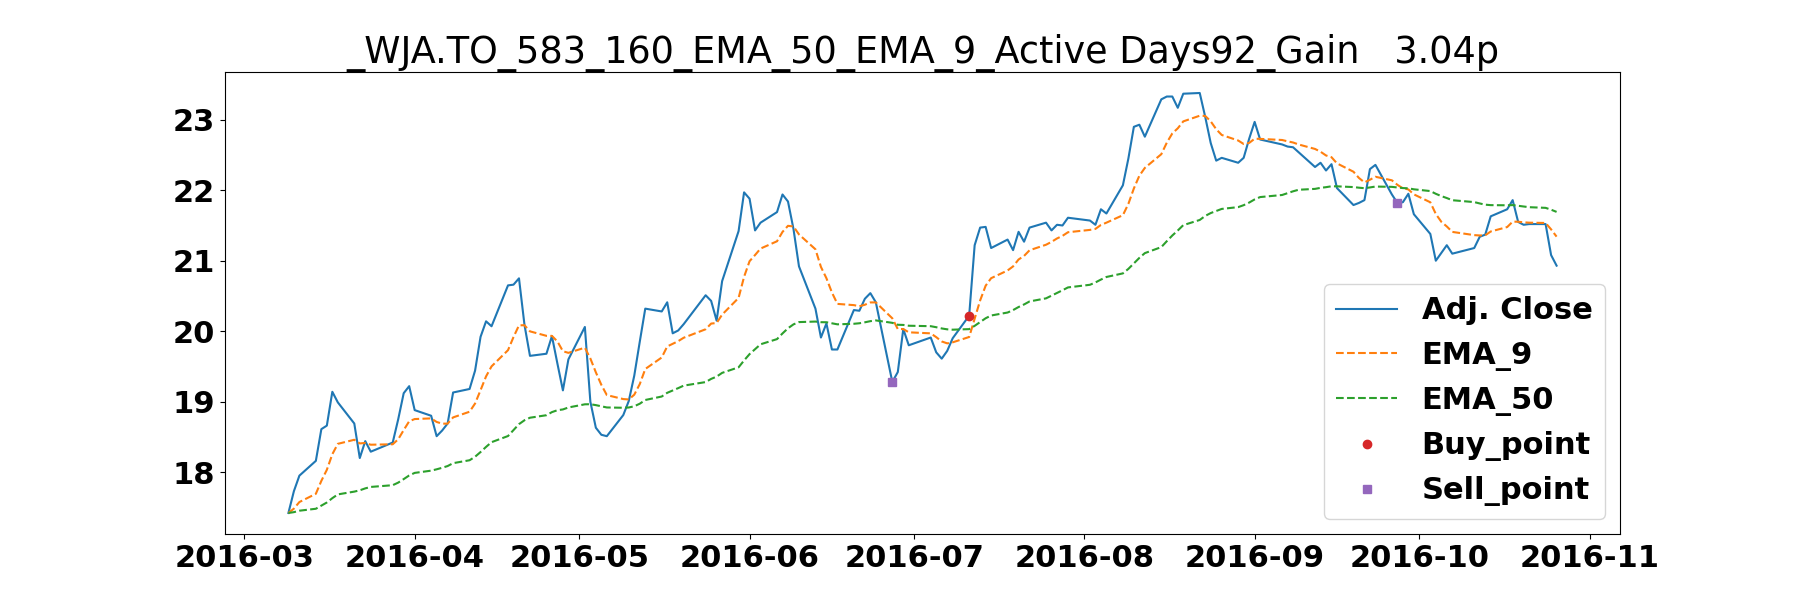 _WJA.TO_583_160_EMA_50_EMA_9_Active Days92_Gain   3.04p
23
22
21
20
19
18
Adj. Close
EMA_9
EMA_50
Buy_point
Sell_point
2016-03 2016-04 2016-05 2016-06 2016-07 2016-08 2016-09 2016-10 2016-11